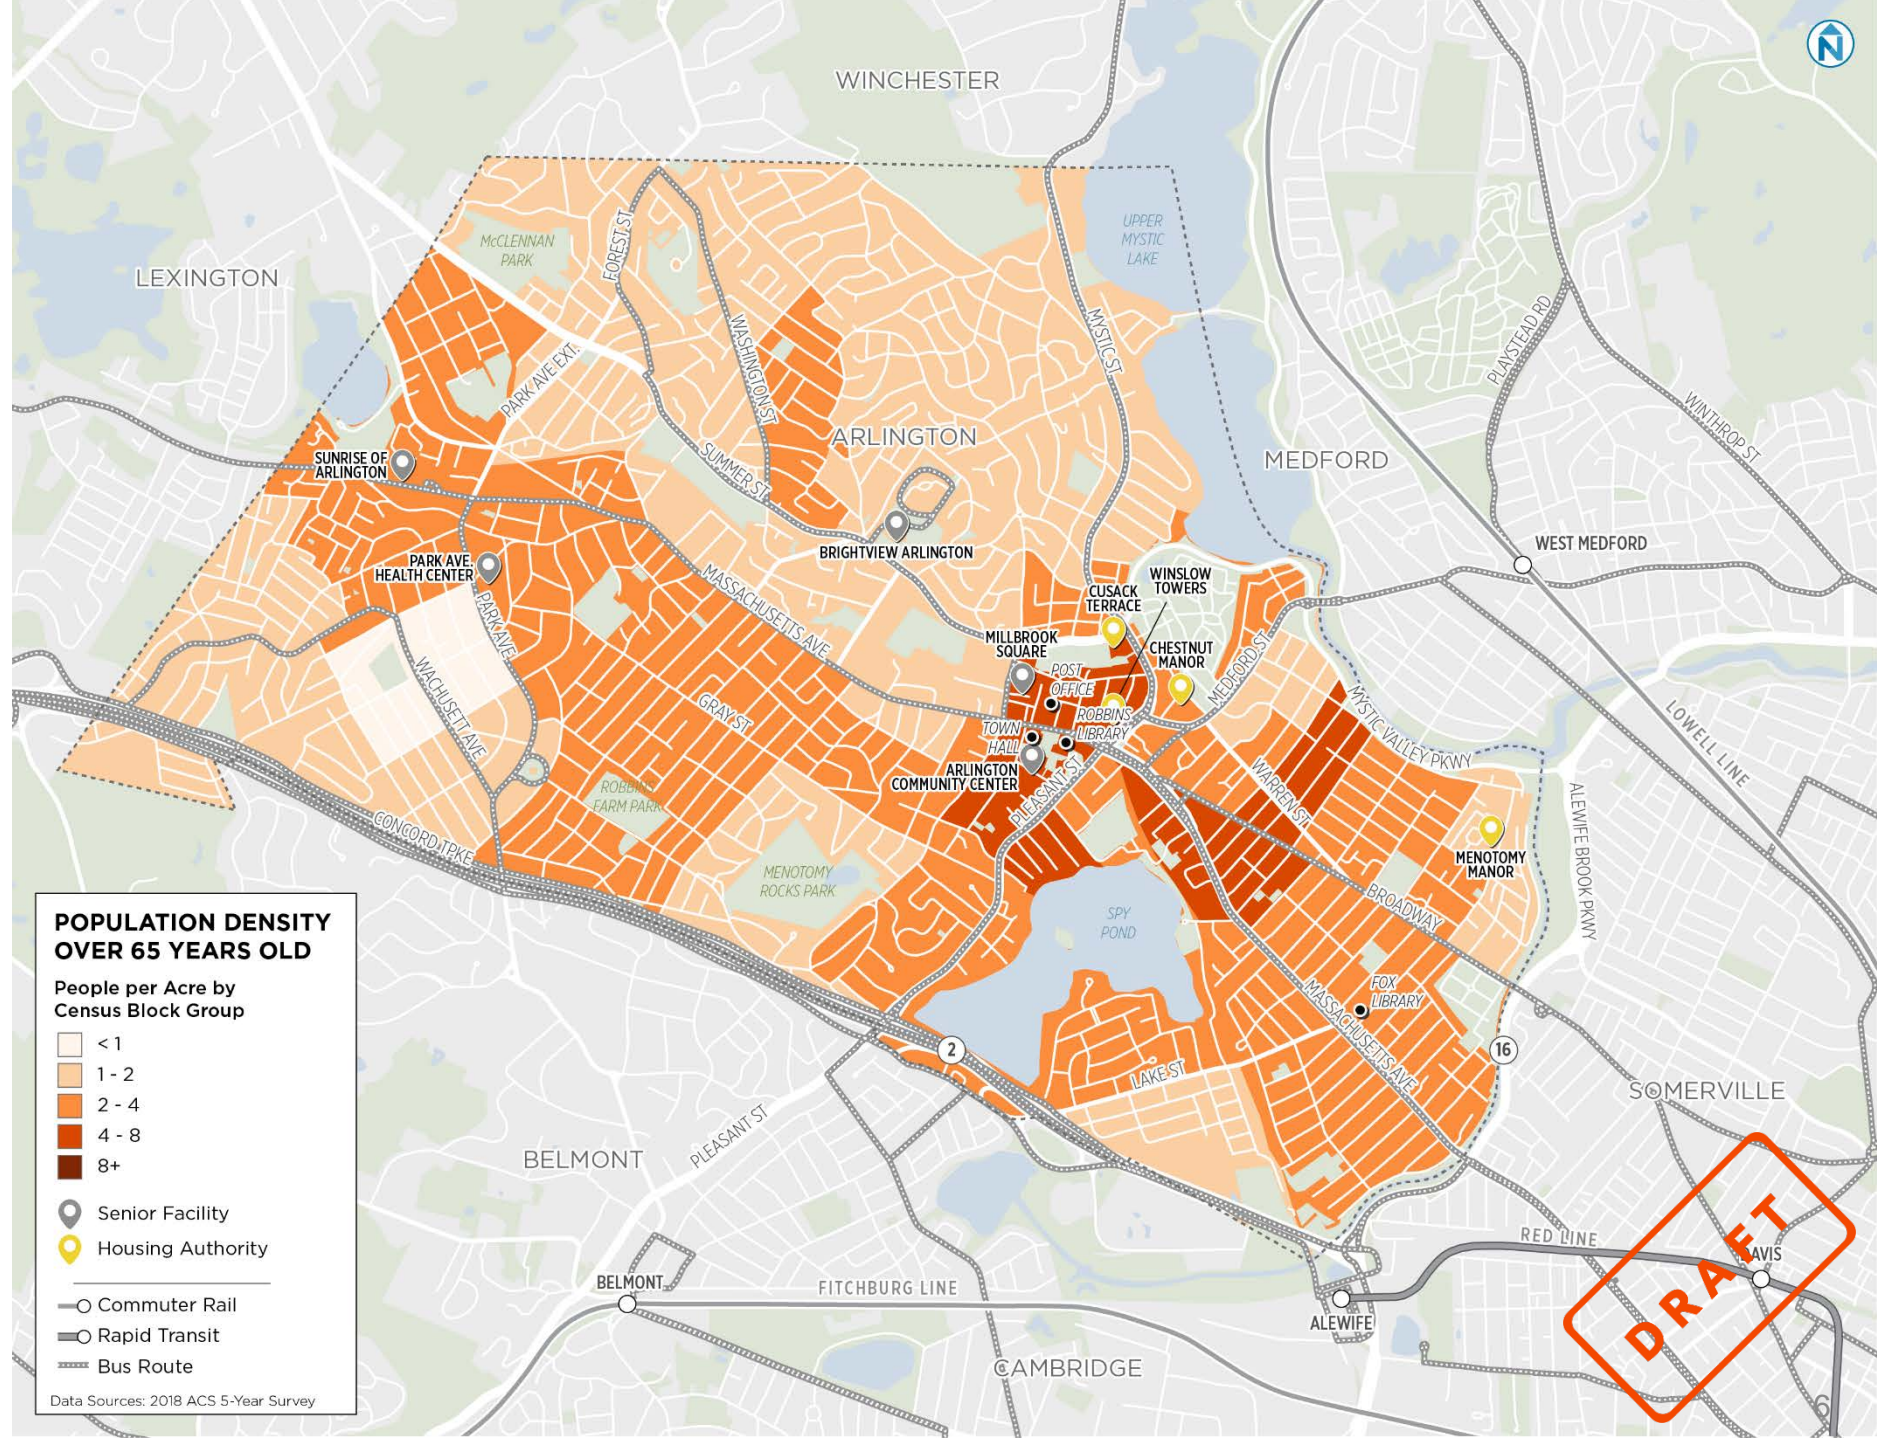 N
WINCHESTER
UPPER
MYSTIC
LAKE
McCLENNAN
PARK
FOREST ST
LEXINGTON
WASHINGTON ST
MYSTIC ST
PLAYSTEAD RD
PARK AVE EXT.
WINTHROP ST
ARLINGTON
MEDFORD
SUNRISE OF
ARLINGTON
SUMMER ST
BRIGHTVIEW ARLINGTON
WEST MEDFORD
PARK AVE.
HEALTH CENTER
MASSACHUSETTS AVE
WINSLOW
TOWERS
CUSACK
TERRACE
PARK AVE.
MILLBROOK
SQUARE
CHESTNUT
MANOR
MEDFORD ST
POST
OFFICE
WACHUSETT AVE
GRAY ST
ROBBINS
LIBRARY
TOWN
HALL
MYSTIC VALLEY PKWY
LOWELL LINE
ARLINGTON
COMMUNITY CENTER
PLEASANT ST
WARREN ST
ROBBINS
FARM PARK
ALEWIFE BROOK PKWY
CONCORD TPKE
MENOTOMY
MANOR
MENOTOMY
ROCKS PARK
BROADWAY
SPY
POND
FOX
LIBRARY
MASSACHUSETTS AVE
2
16
LAKE ST
SOMERVILLE
PLEASANT ST
BELMONT
RED LINE
DAVIS
BELMONT
FITCHBURG LINE
ALEWIFE
CAMBRIDGE
DRAFT
6
POPULATION DENSITY
OVER 65 YEARS OLD
People per Acre by
Census Block Group
< 1
1 - 2
2 - 4
4 - 8
8+
Senior Facility
Housing Authority
Commuter Rail
Rapid Transit
Bus Route
Data Sources: 2018 ACS 5-Year Survey